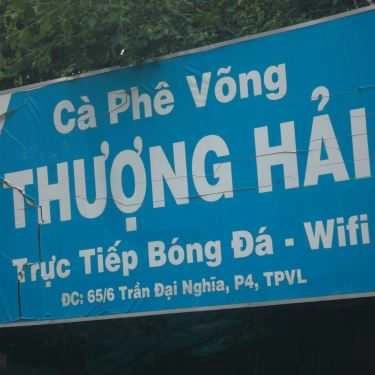 Cà Phê Võng
THƯỢNG HẢI
Trực Tiếp Bóng Đá - Wifi
ĐC: 65/6 Trần Đại Nghĩa, P4, TPVL